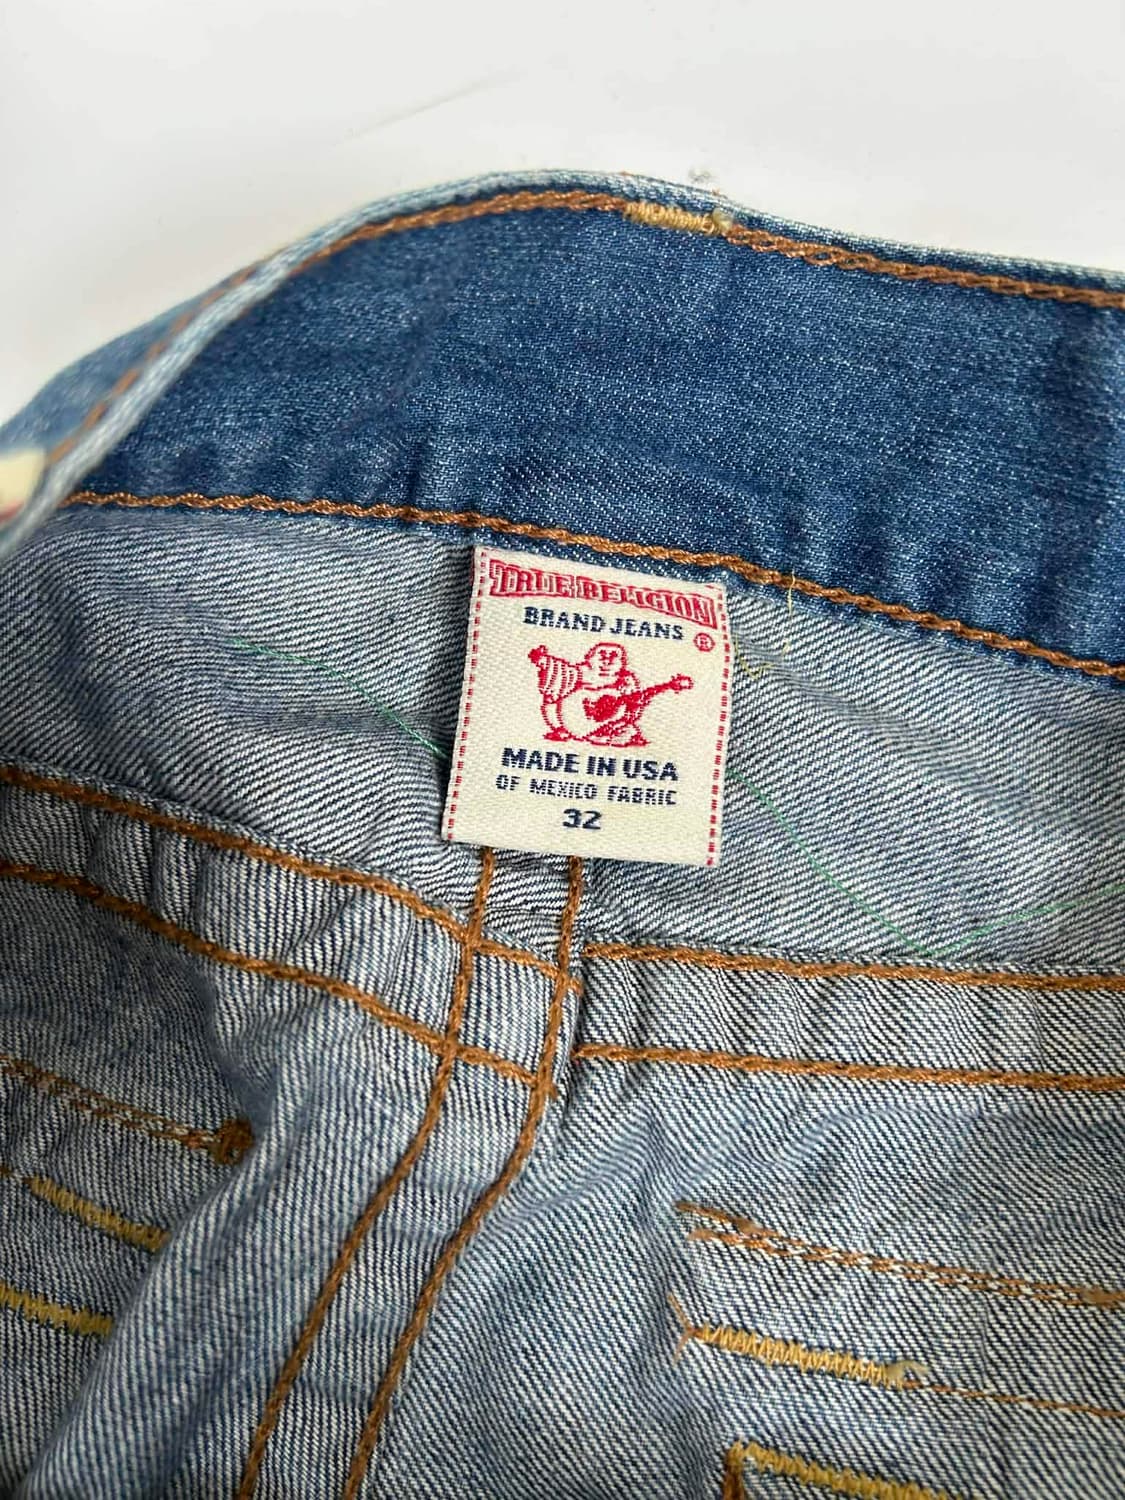 TRUE RELIGION
BRAND JEANS ®
MADE IN USA
OF MEXICO FABRIC
32